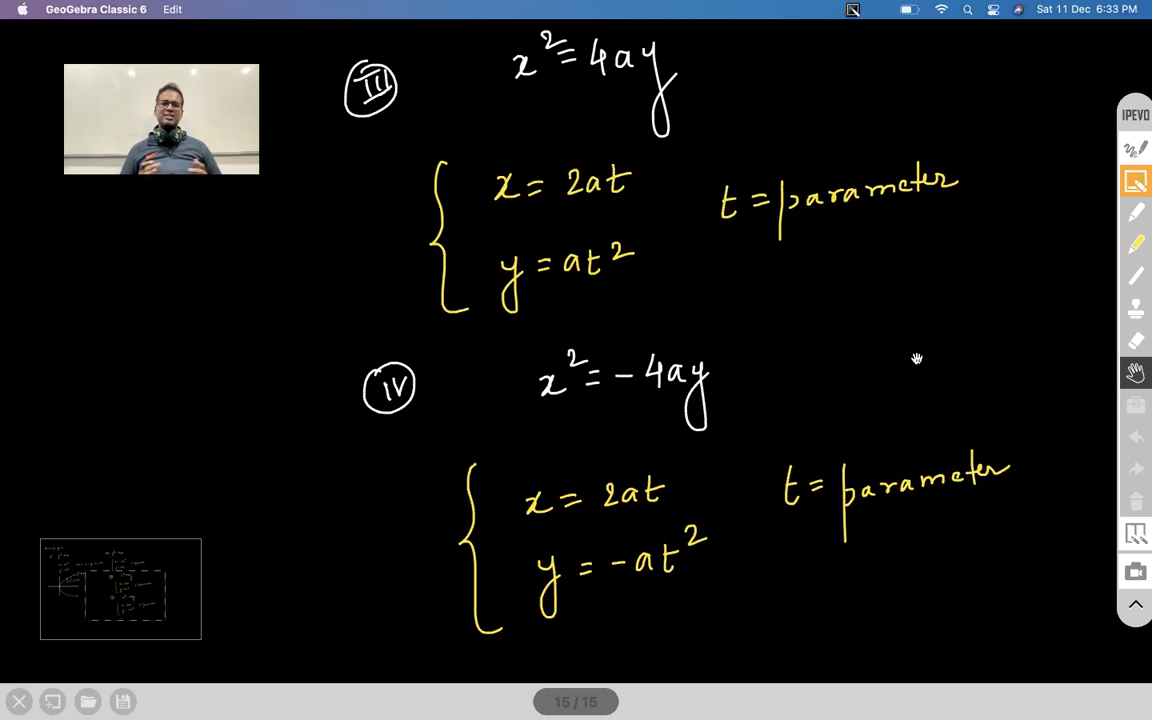 GeoGebra Classic 6 Edit Sat 11 Dec 6:33 PM
IPEVO
III x² = 4ay
x = 2at t = parameter
y = at²
IV x² = - 4ay
x = 2at t = parameter
y = - at²
15 / 15